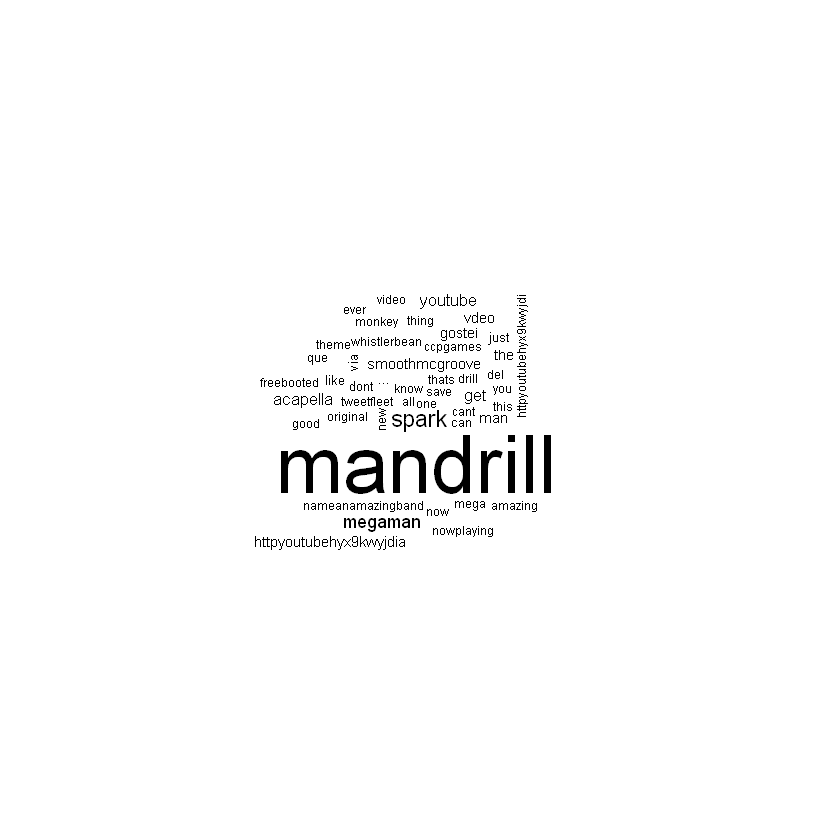 video youtube
ever
monkey thing vdeo
gostei
theme whistlerbean ccpgames just
que via smoothmcgroove the
freebooted like dont ... know thats drill del
save get you
acapella tweetfleet all one this
good original new spark cant man
can
httpyoutubehyx9kwyjdi
mandrill
nameanamazingband now mega amazing
megaman nowplaying
httpyoutubehyx9kwyjdia